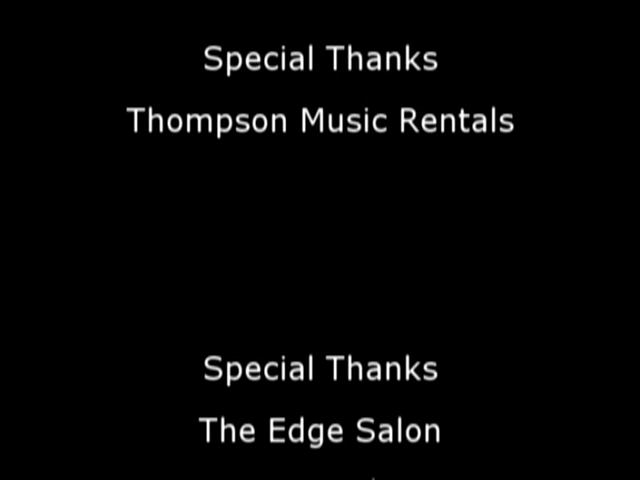 Special Thanks
Thompson Music Rentals
Special Thanks
The Edge Salon